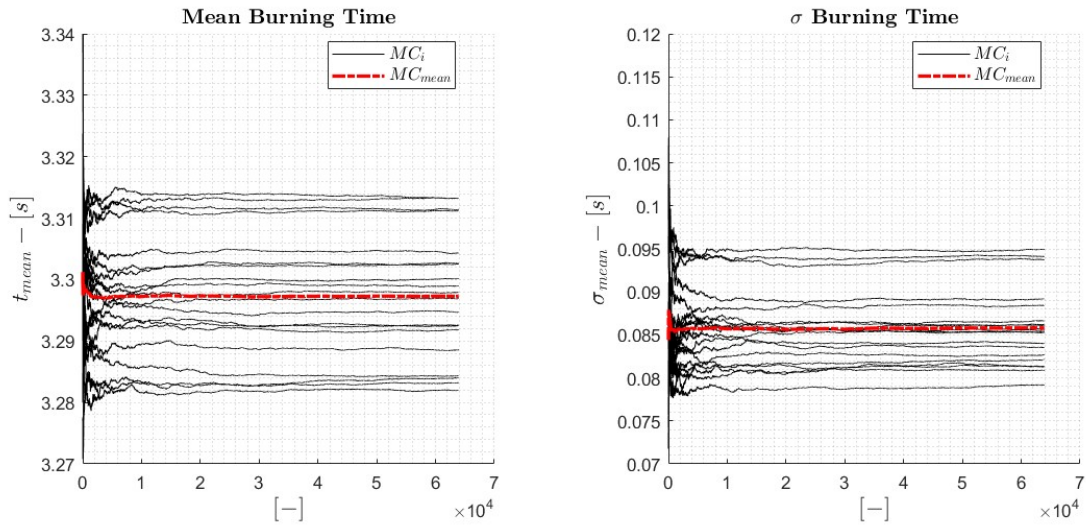 Mean Burning Time
3.34
3.33
3.32
3.31
3.3
3.29
3.28
3.27
t_mean − [s]
0 1 2 3 4 5 6 7
×10^4
[−]
MC_i
MC_mean
σ Burning Time
0.12
0.115
0.11
0.105
0.1
0.095
0.09
0.085
0.08
0.075
0.07
σ_mean − [s]
0 1 2 3 4 5 6 7
×10^4
[−]
MC_i
MC_mean